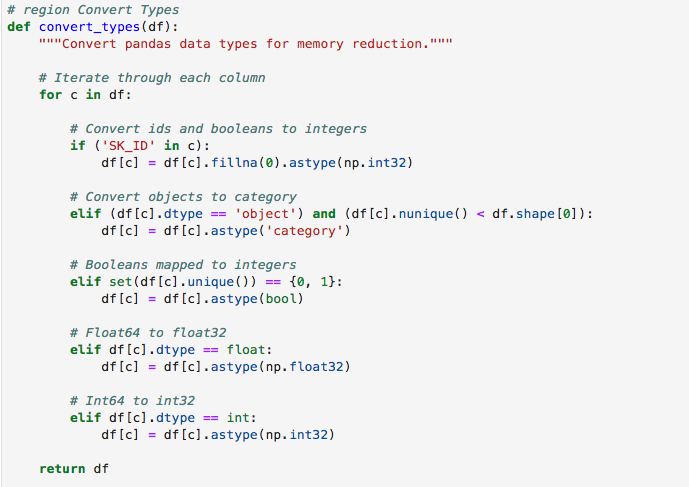 # region Convert Types
def convert_types(df):
    """Convert pandas data types for memory reduction."""

    # Iterate through each column
    for c in df:

        # Convert ids and booleans to integers
        if ('SK_ID' in c):
            df[c] = df[c].fillna(0).astype(np.int32)

        # Convert objects to category
        elif (df[c].dtype == 'object') and (df[c].nunique() < df.shape[0]):
            df[c] = df[c].astype('category')

        # Booleans mapped to integers
        elif set(df[c].unique()) == {0, 1}:
            df[c] = df[c].astype(bool)

        # Float64 to float32
        elif df[c].dtype == float:
            df[c] = df[c].astype(np.float32)

        # Int64 to int32
        elif df[c].dtype == int:
            df[c] = df[c].astype(np.int32)

    return df